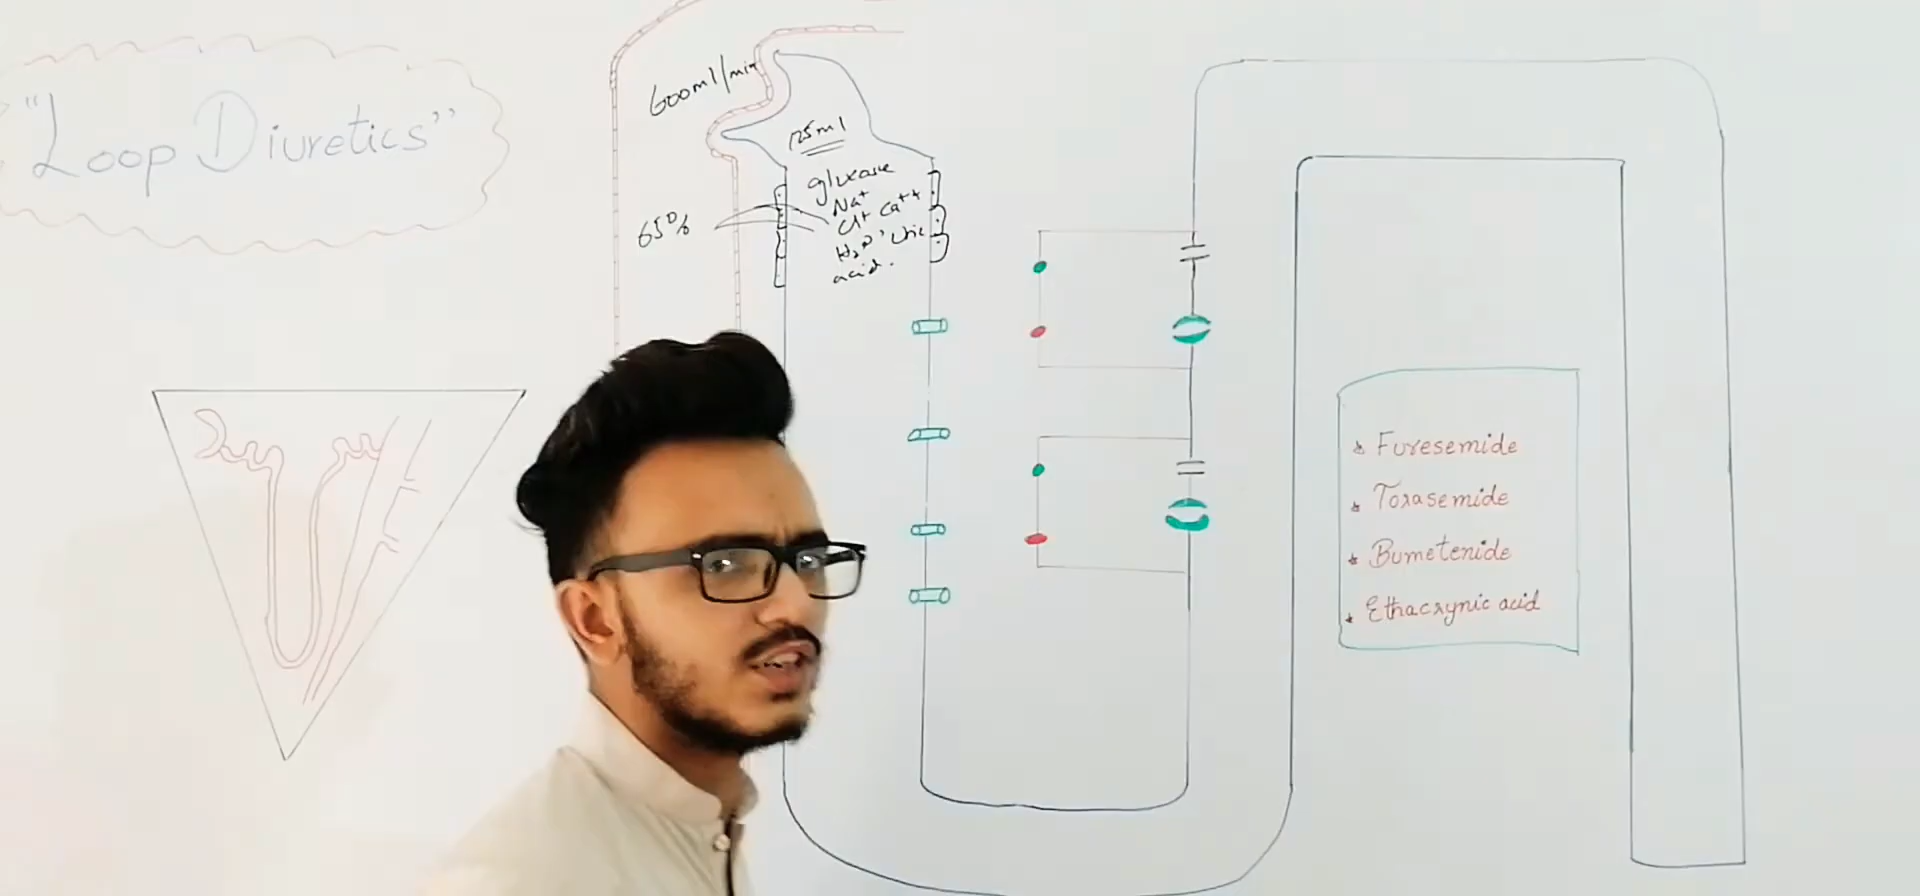 "Loop Diuretics"
600ml/min
125ml
glucose
Na⁺
Cl⁺ Ca⁺⁺
H₂O, Uric
acid.
65%
* Furesemide
* Torasemide
* Bumetenide
* Ethacrynic acid